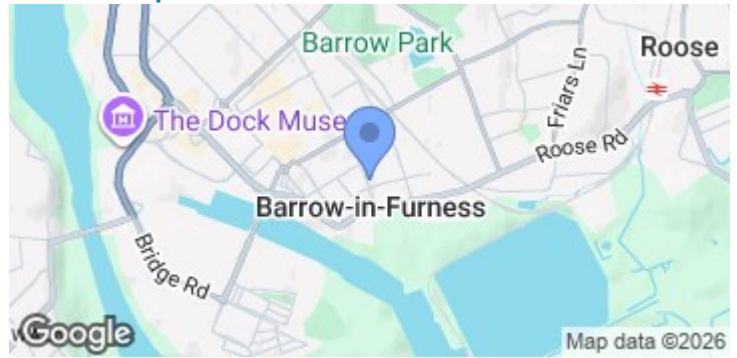 Barrow Park
Roose
Friars Ln
The Dock Muse
Roose Rd
Barrow-in-Furness
Bridge Rd
Google
Map data ©2026